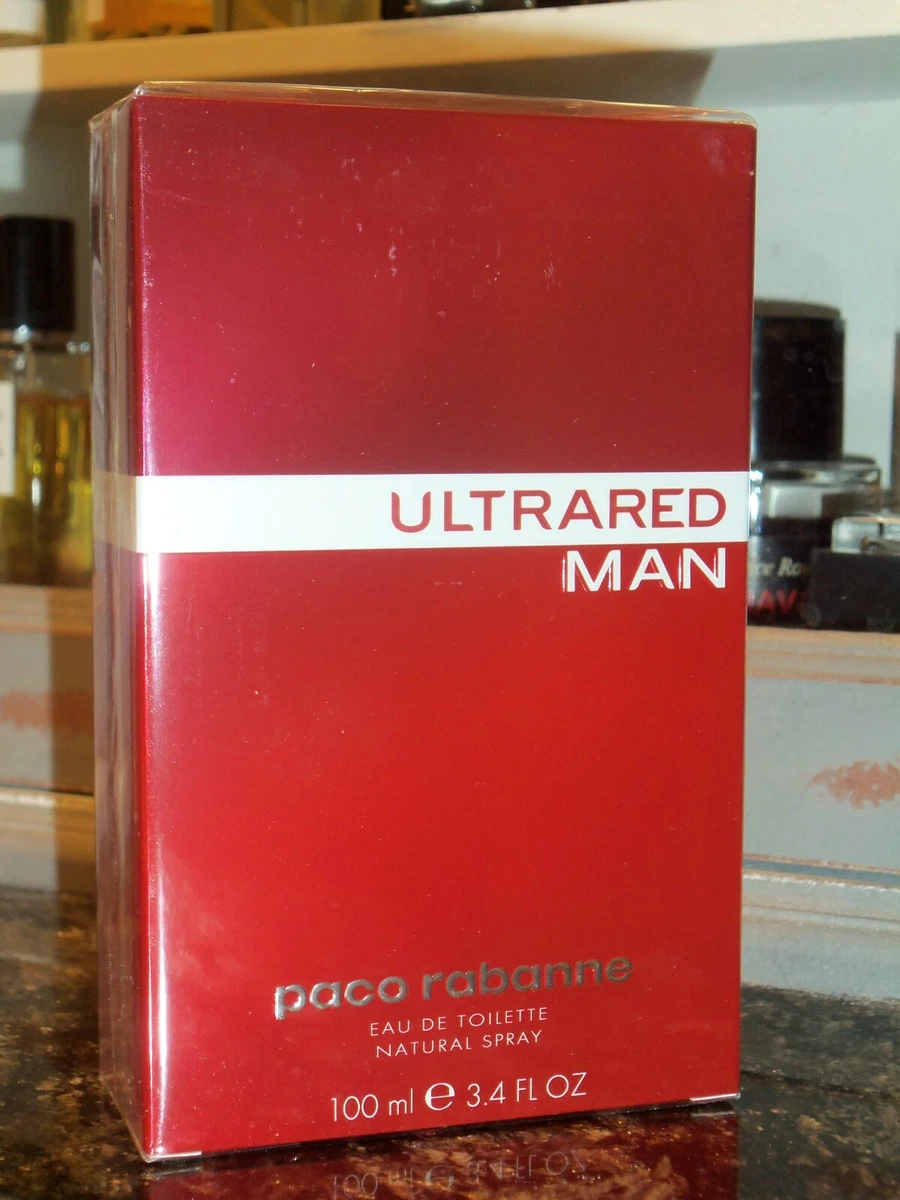 ULTRARED
MAN
paco rabanne
EAU DE TOILETTE
NATURAL SPRAY
100 ml e 3.4 FL OZ